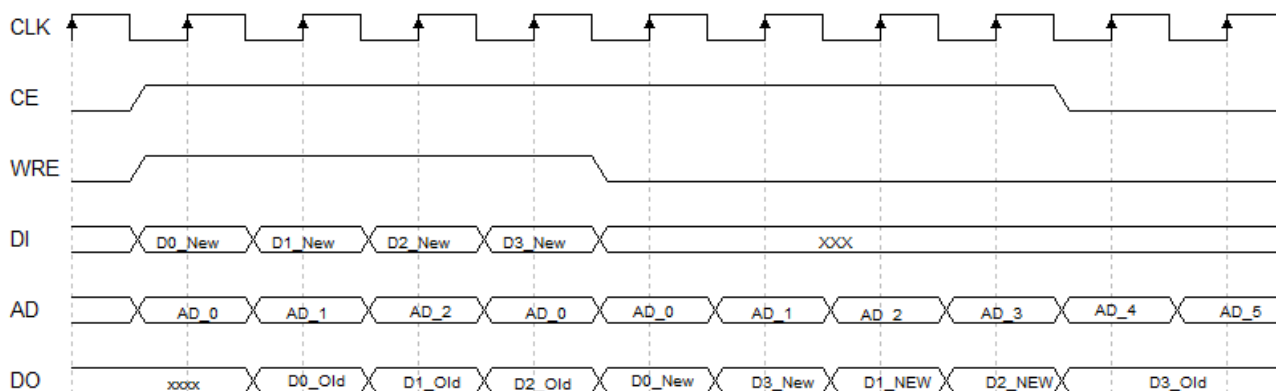 CLK
CE
WRE
DI D0_New D1_New D2_New D3_New XXX
AD AD_0 AD_1 AD_2 AD_0 AD_0 AD_1 AD_2 AD_3 AD_4 AD_5
DO xxxx D0_Old D1_Old D2_Old D0_New D3_New D1_NEW D2_NEW D3_Old